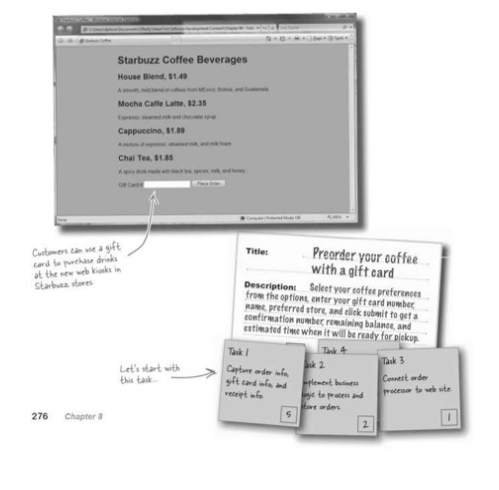 Starbuzz Coffee Beverages
House Blend, $1.49
A smooth, mild blend of coffees from Mexico, Bolivia, and Guatemala.
Mocha Caffe Latte, $2.35
Espresso, steamed milk and chocolate syrup.
Cappuccino, $1.89
A mixture of espresso, steamed milk, and milk foam.
Chai Tea, $1.85
A spicy drink made with black tea, spices, milk, and honey.
Gift Card # Place Order
Customers can use a gift
card to purchase drinks
at the new web kiosks in
Starbuzz stores.
Title: Preorder your coffee
with a gift card
Description: Select your coffee preferences
from the options, enter your gift card number,
name, preferred store, and click submit to get a
confirmation number, remaining balance, and
estimated time when it will be ready for pickup.
Let's start with
this task...
Task 1
Capture order info,
gift card info, and
receipt info.
5
Task 4
ask 2
mplement business
ogic to process and
tore orders.
2
Task 3
Connect order
processor to web site.
1
276 Chapter 8